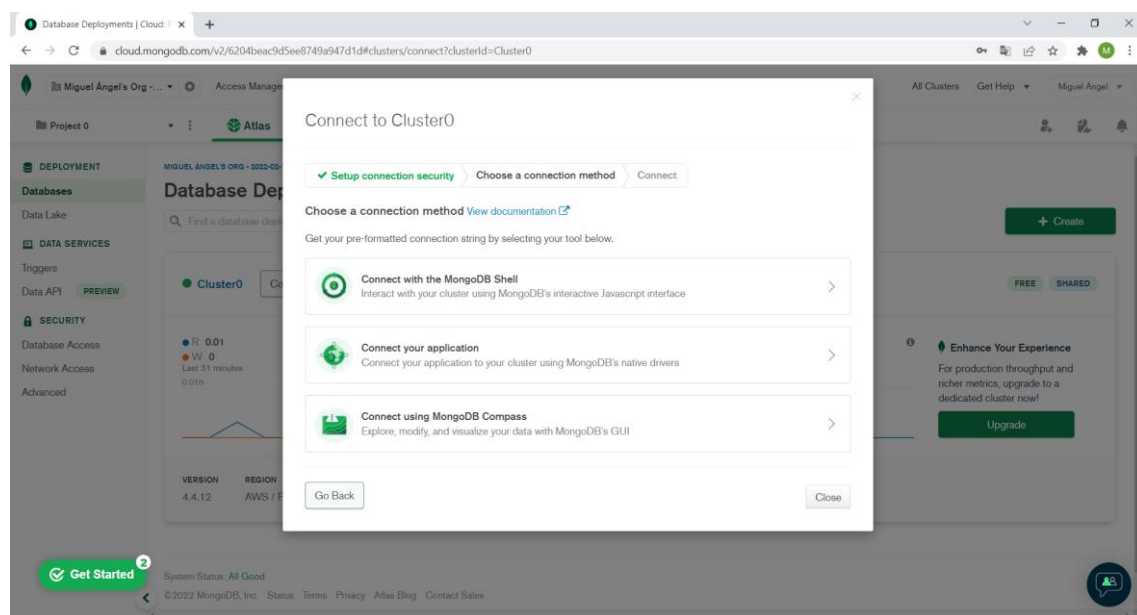 Database Deployments | Cloud:
cloud.mongodb.com/v2/6204beac9d5ee8749a947d1d#clusters/connect?clusterId=Cluster0
M
Miguel Ángel's Org -...
Access Manage
All Clusters
Get Help
Miguel Ángel
Project 0
Atlas
DEPLOYMENT
Databases
Data Lake
DATA SERVICES
Triggers
Data API PREVIEW
SECURITY
Database Access
Network Access
Advanced
MIGUEL ÁNGEL'S ORG - 2022-02-
Database Dep
Find a database depl
+ Create
Cluster0
Co
FREE SHARED
R 0.01
W 0
Last 31 minutes
0.01/s
Enhance Your Experience
For production throughput and
richer metrics, upgrade to a
dedicated cluster now!
Upgrade
VERSION REGION
4.4.12 AWS / F
Connect to Cluster0
Setup connection security
Choose a connection method
Connect
Choose a connection method View documentation
Get your pre-formatted connection string by selecting your tool below.
Connect with the MongoDB Shell
Interact with your cluster using MongoDB's interactive Javascript interface
Connect your application
Connect your application to your cluster using MongoDB's native drivers
Connect using MongoDB Compass
Explore, modify, and visualize your data with MongoDB's GUI
Go Back
Close
Get Started
2
System Status: All Good
©2022 MongoDB, Inc. Status Terms Privacy Atlas Blog Contact Sales